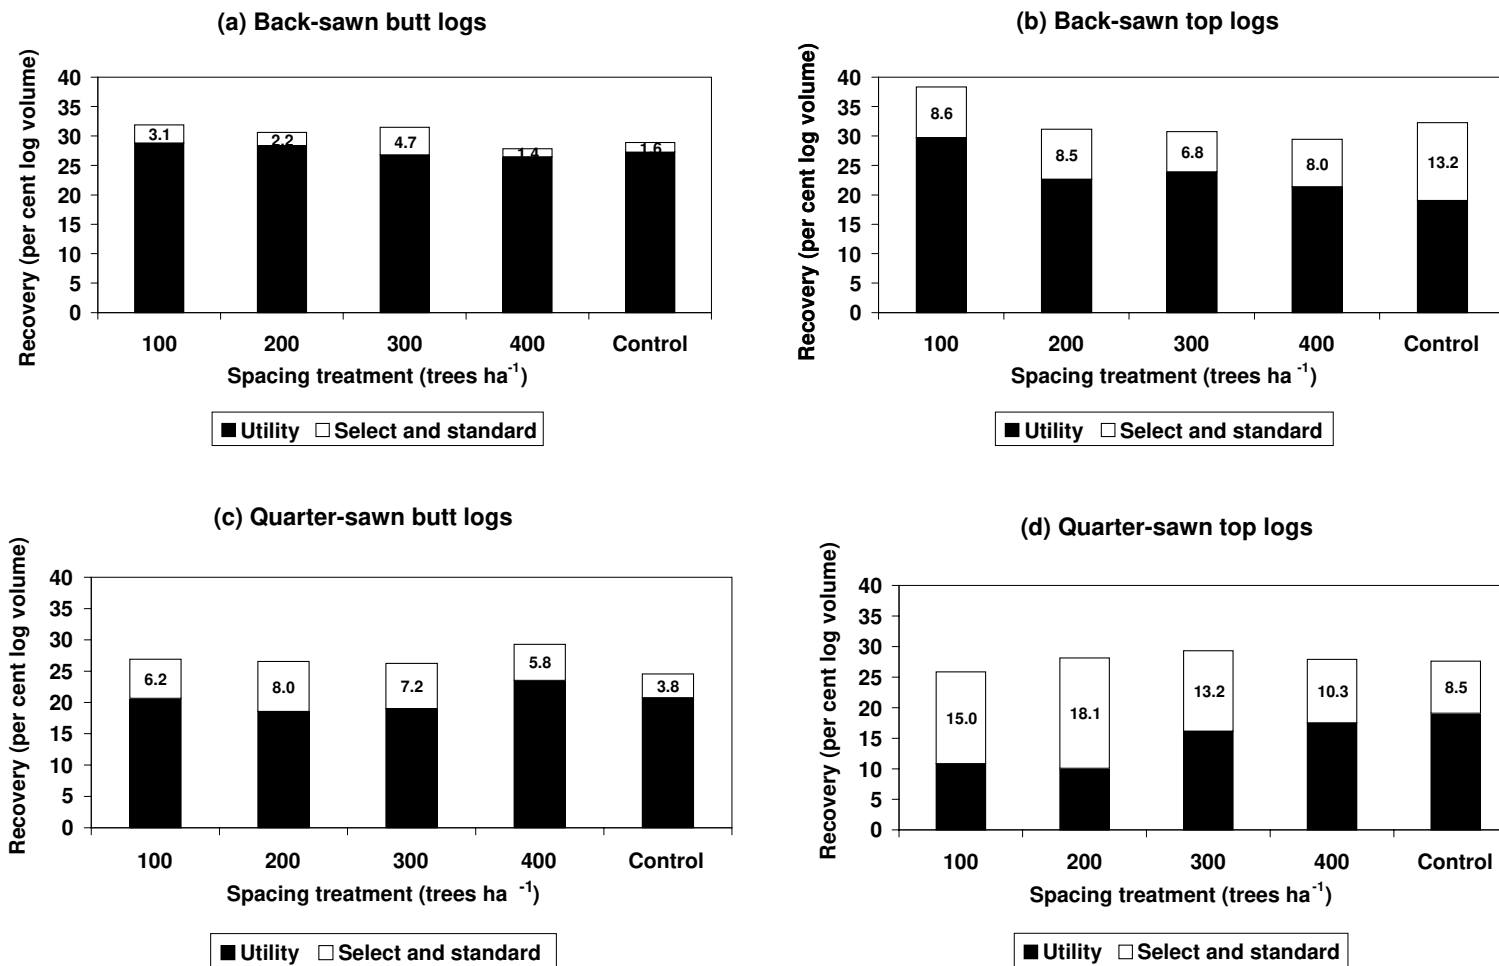 (a) Back-sawn butt logs
Recovery (per cent log volume)
40
35
30
25
20
15
10
5
0
3.1
2.2
4.7
1.4
1.6
100 200 300 400 Control
Spacing treatment (trees ha-1)
Utility Select and standard
(b) Back-sawn top logs
Recovery (per cent log volume)
40
35
30
25
20
15
10
5
0
8.6
8.5
6.8
8.0
13.2
100 200 300 400 Control
Spacing treatment (trees ha -1)
Utility Select and standard
(c) Quarter-sawn butt logs
Recovery (per cent log volume)
40
35
30
25
20
15
10
5
0
6.2
8.0
7.2
5.8
3.8
100 200 300 400 Control
Spacing treatment (trees ha -1)
Utility Select and standard
(d) Quarter-sawn top logs
Recovery (per cent log volume)
40
35
30
25
20
15
10
5
0
15.0
18.1
13.2
10.3
8.5
100 200 300 400 Control
Spacing treatment (trees ha-1)
Utility Select and standard